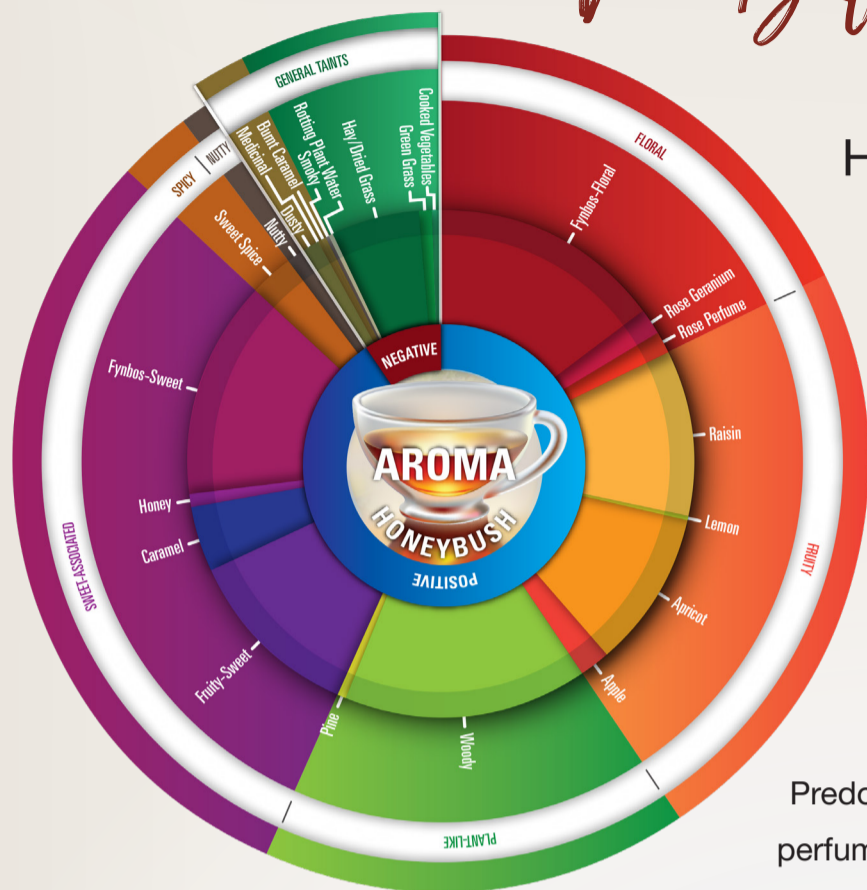 GENERAL TAINTS
Cooked Vegetables
Green Grass
Hay/Dried Grass
Rotting Plant Water
Smoky
Burnt Caramel
Medicinal
Dusty
NUTTY
Nutty
SPICY
Sweet Spice
FLORAL
Fynbos-Floral
Rose Geranium
Rose Perfume
FRUITY
Raisin
Lemon
Apricot
Apple
PLANT-LIKE
Woody
Pine
SWEET-ASSOCIATED
Fruity-Sweet
Caramel
Honey
Fynbos-Sweet
NEGATIVE
AROMA
HONEYBUSH
POSITIVE
H
Predo
perfum